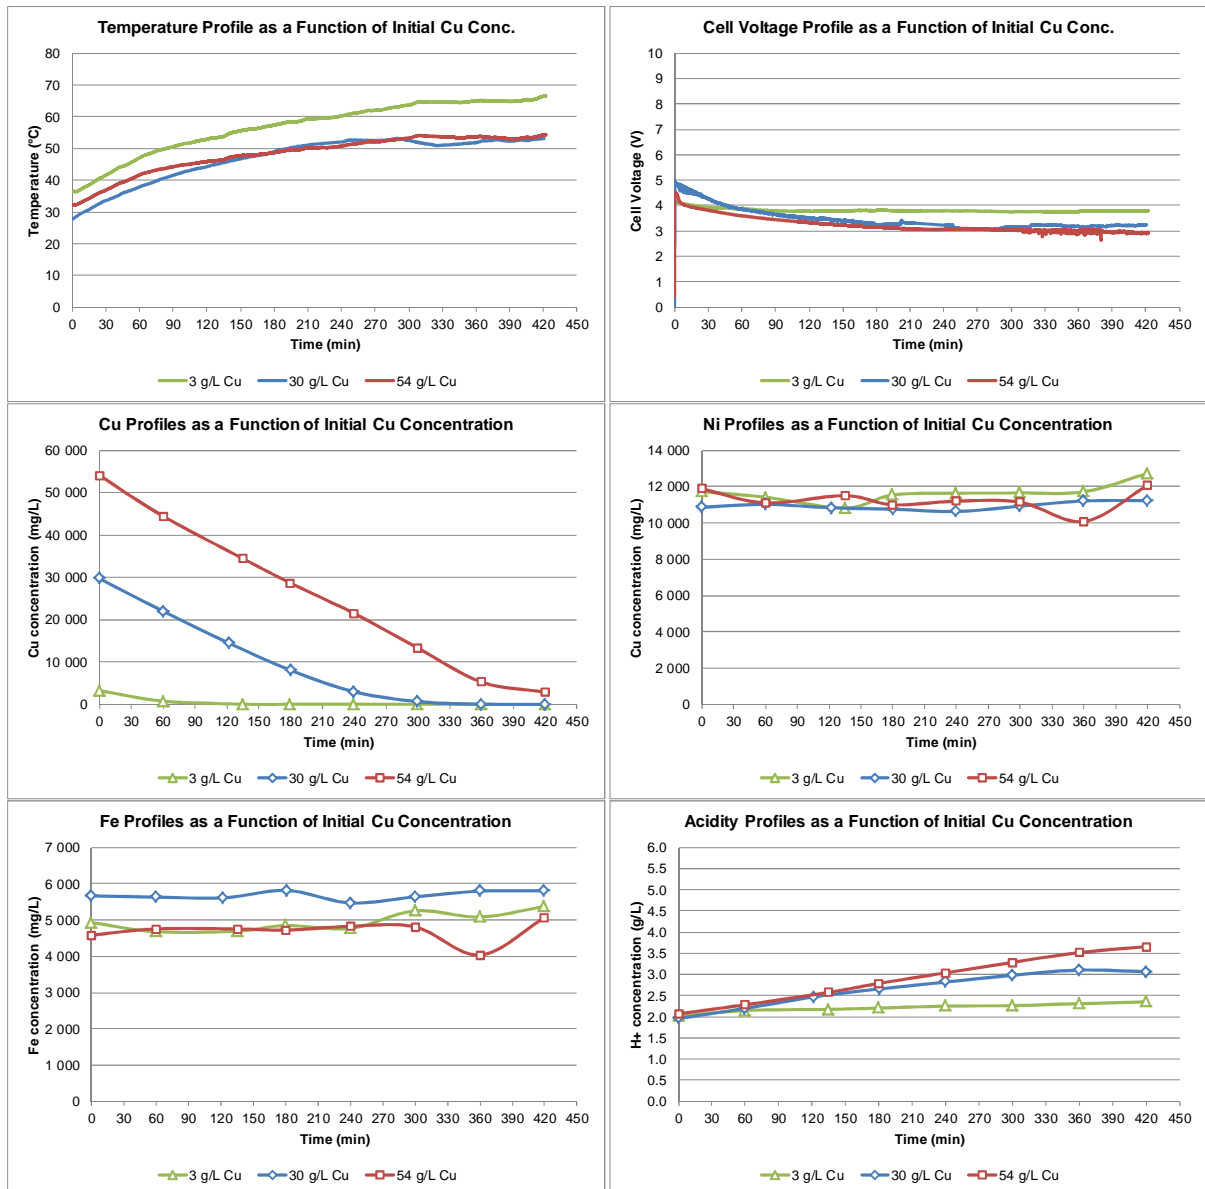 Temperature Profile as a Function of Initial Cu Conc.
80
70
60
50
40
30
20
10
0
Temperature (°C)
0 30 60 90 120 150 180 210 240 270 300 330 360 390 420 450
Time (min)
3 g/L Cu 30 g/L Cu 54 g/L Cu
Cell Voltage Profile as a Function of Initial Cu Conc.
10
9
8
7
6
5
4
3
2
1
0
Cell Voltage (V)
0 30 60 90 120 150 180 210 240 270 300 330 360 390 420 450
Time (min)
3 g/L Cu 30 g/L Cu 54 g/L Cu
Cu Profiles as a Function of Initial Cu Concentration
60 000
50 000
40 000
30 000
20 000
10 000
0
Cu concentration (mg/L)
0 30 60 90 120 150 180 210 240 270 300 330 360 390 420 450
Time (min)
3 g/L Cu 30 g/L Cu 54 g/L Cu
Ni Profiles as a Function of Initial Cu Concentration
14 000
12 000
10 000
8 000
6 000
4 000
2 000
0
Cu concentration (mg/L)
0 30 60 90 120 150 180 210 240 270 300 330 360 390 420 450
Time (min)
3 g/L Cu 30 g/L Cu 54 g/L Cu
Fe Profiles as a Function of Initial Cu Concentration
7 000
6 000
5 000
4 000
3 000
2 000
1 000
0
Fe concentration (mg/L)
0 30 60 90 120 150 180 210 240 270 300 330 360 390 420 450
Time (min)
3 g/L Cu 30 g/L Cu 54 g/L Cu
Acidity Profiles as a Function of Initial Cu Concentration
6.0
5.5
5.0
4.5
4.0
3.5
3.0
2.5
2.0
1.5
1.0
0.5
0.0
H+ concentration (g/L)
0 30 60 90 120 150 180 210 240 270 300 330 360 390 420 450
Time (min)
3 g/L Cu 30 g/L Cu 54 g/L Cu